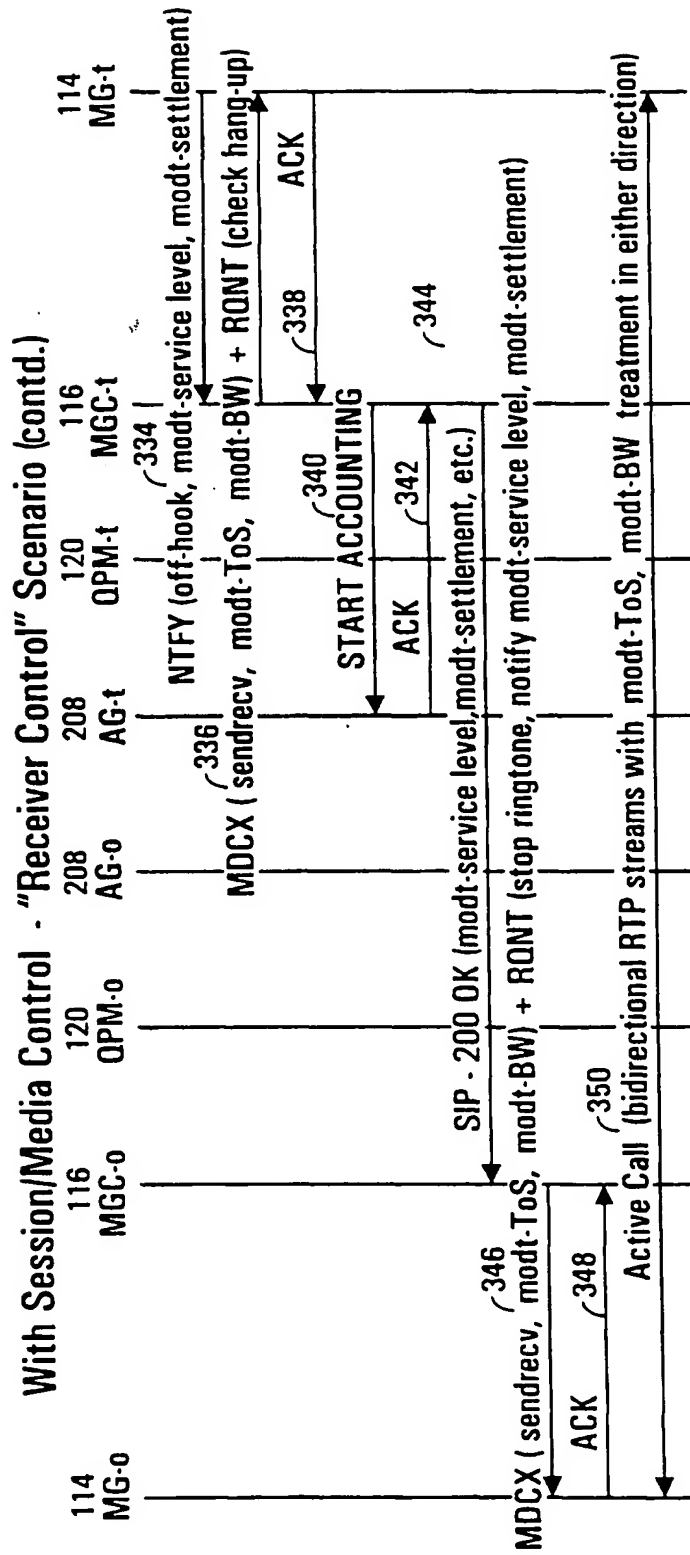 With Session/Media Control - "Receiver Control" Scenario (contd.)
114
MG-o
116
MGC-o
120
QPM-o
208
AG-o
208
AG-t
120
QPM-t
116
MGC-t
114
MG-t
334
NTFY (off-hook, modt-service level, modt-settlement)
336
MDCX ( sendrecv, modt-ToS, modt-BW) + RQNT (check hang-up)
338
ACK
340
START ACCOUNTING
342
ACK
344
SIP - 200 OK (modt-service level,modt-settlement, etc.)
346
MDCX ( sendrecv, modt-ToS, modt-BW) + RQNT (stop ringtone, notify modt-service level, modt-settlement)
348
ACK
350
Active Call (bidirectional RTP streams with modt-ToS, modt-BW treatment in either direction)